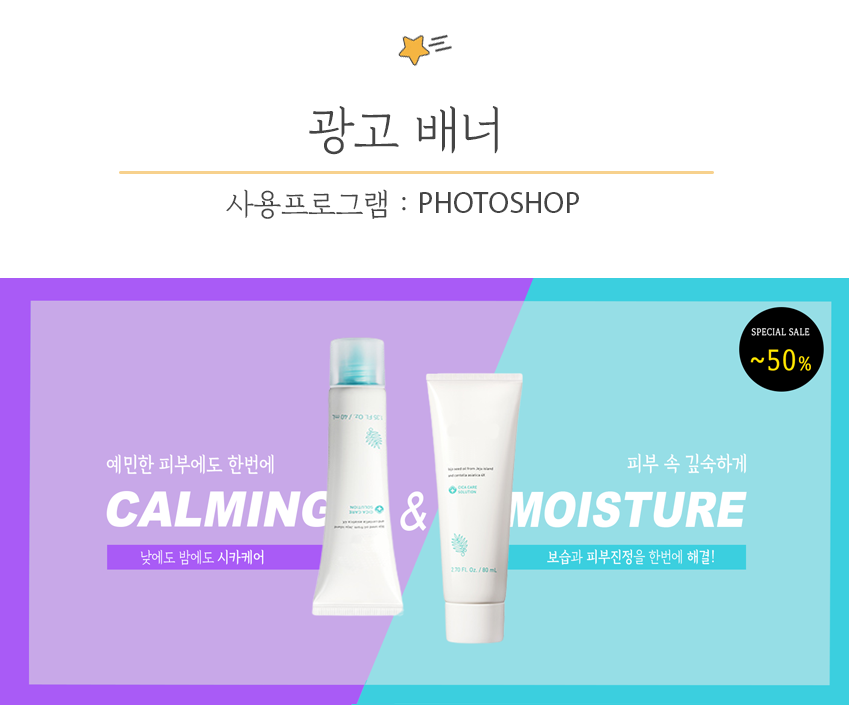 광고 배너
사용프로그램 : PHOTOSHOP
SPECIAL SALE
~50%
예민한 피부에도 한번에
CALMING
낮에도 밤에도 시카케어
&
피부 속 깊숙하게
MOISTURE
보습과 피부진정을 한번에 해결!
CICA CARE
SOLUTION
2.70 Fl. Oz. / 80 mL
CICA CARE
SOLUTION